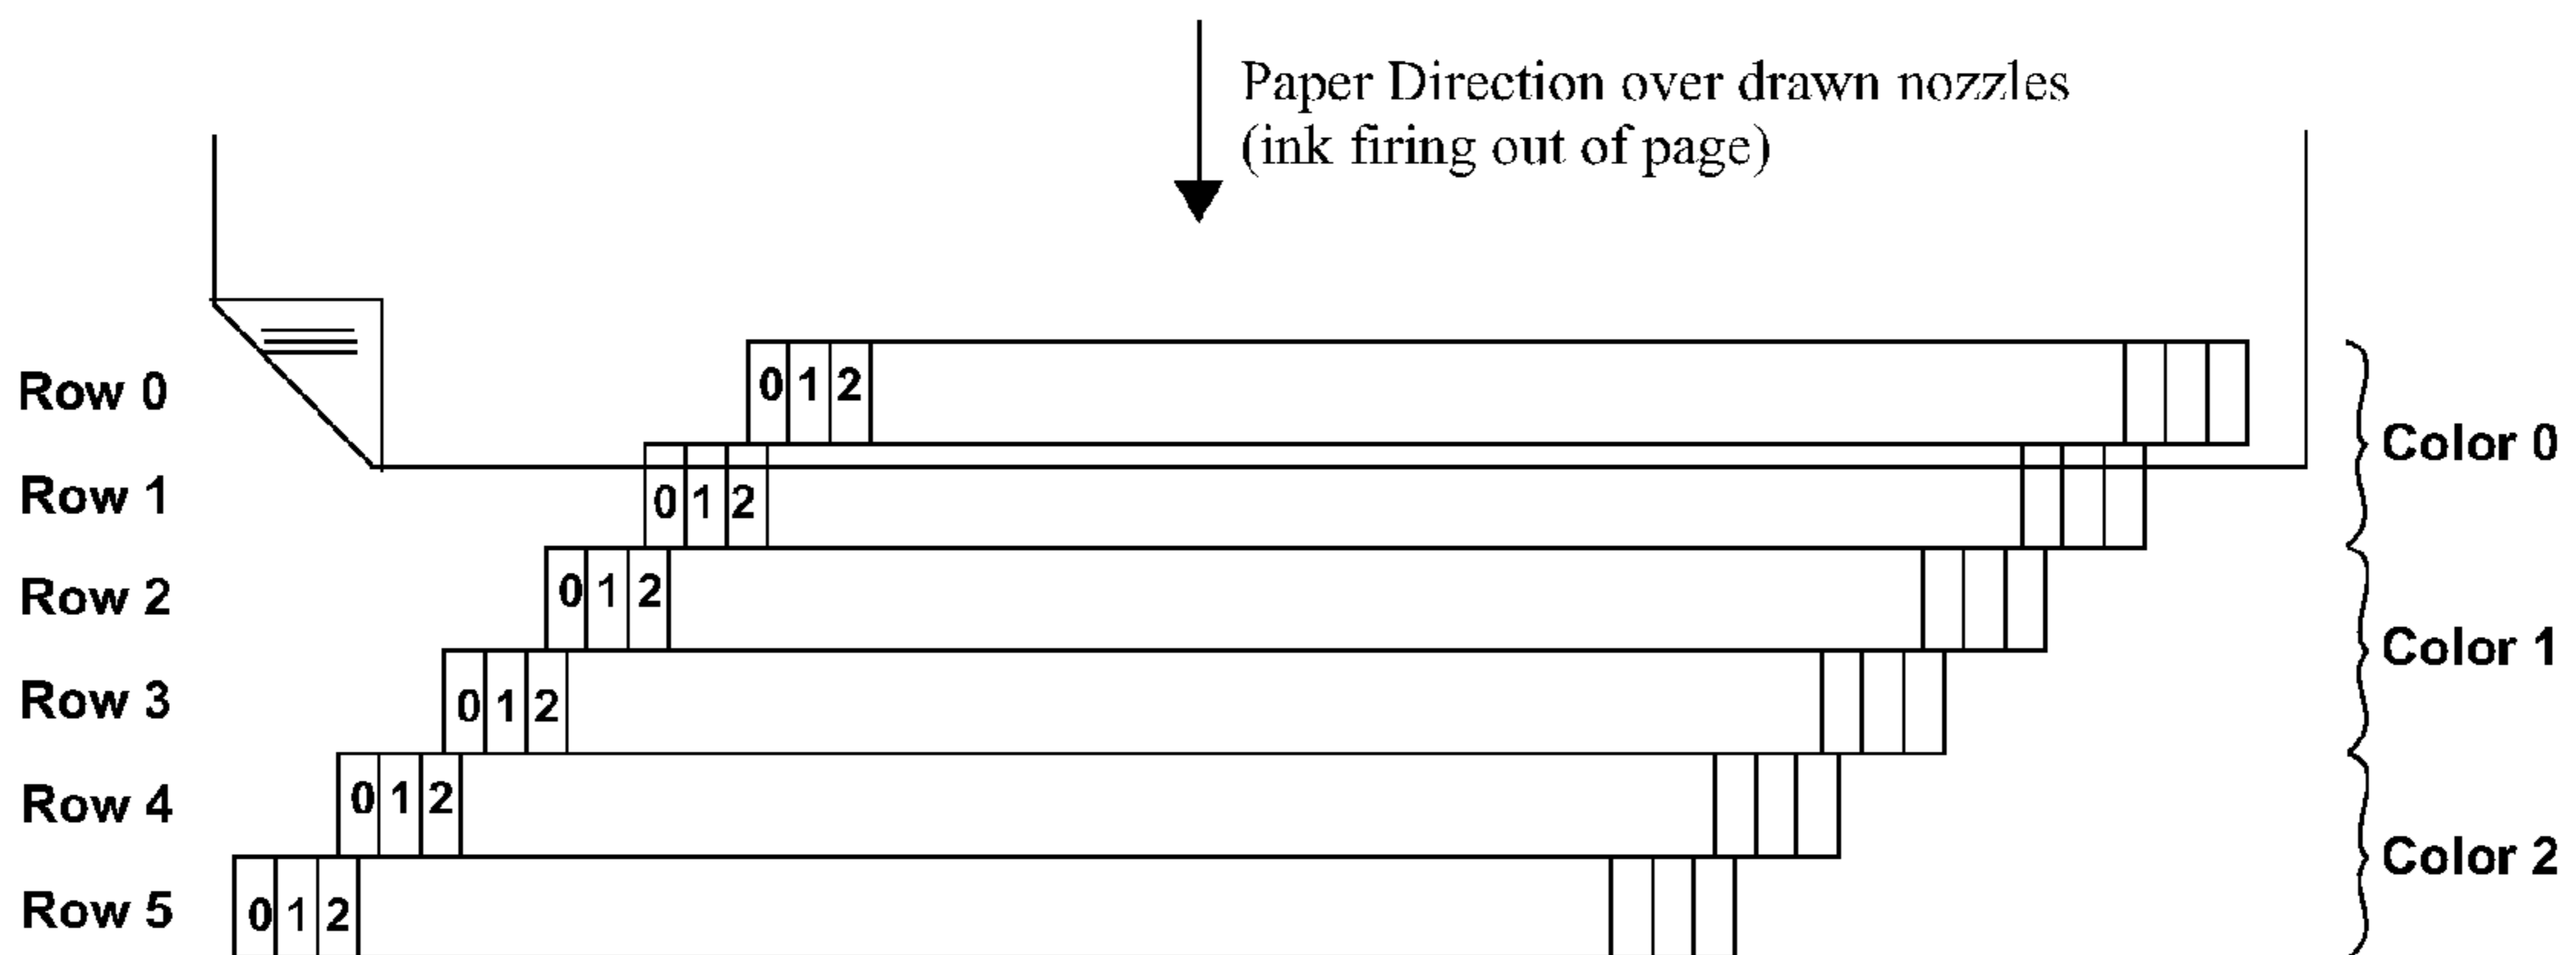 Paper Direction over drawn nozzles
(ink firing out of page)
Row 0
0 1 2
Color 0
Row 1
0 1 2
Row 2
0 1 2
Color 1
Row 3
0 1 2
Row 4
0 1 2
Color 2
Row 5
0 1 2